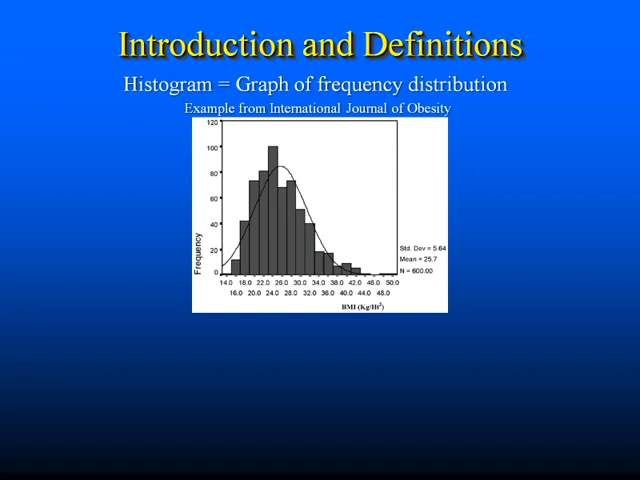 Introduction and Definitions
Histogram = Graph of frequency distribution
Example from International Journal of Obesity
120
100
80
60
40
20
0
Frequency
Std. Dev = 5.64
Mean = 25.7
N = 600.00
14.0 18.0 22.0 26.0 30.0 34.0 38.0 42.0 46.0 50.0
16.0 20.0 24.0 28.0 32.0 36.0 40.0 44.0 48.0
BMI (Kg/Ht²)